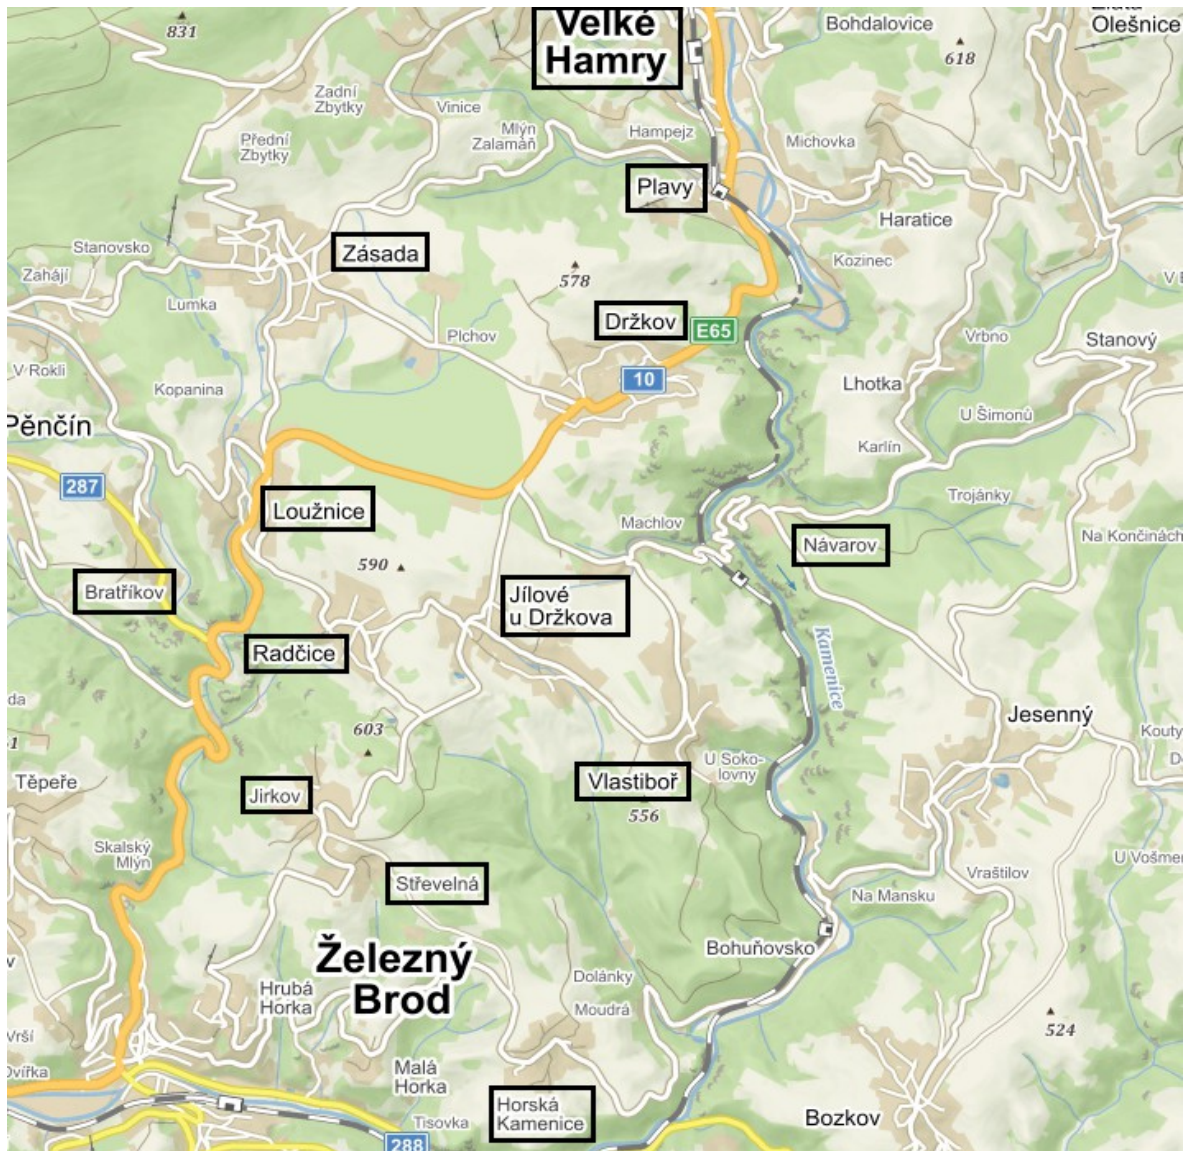 831
Velké
Hamry
Bohdalovice
Olešnice
618
Zadní
Zbytky
Vinice
Mlýn
Zalamáň
Hampejz
Michovka
Přední
Zbytky
Plavy
Haratice
Stanovsko
Zásada
Zahájí
578
Kozinec
Lumka
Držkov
E65
Plchov
Vrbno
Stanový
V Rokli
Kopanina
10
Lhotka
Pěnčín
U Šimonů
Karlín
287
Trojánky
Loužnice
Machlov
Návarov
Na Končinách
590
Bratříkov
Jílové
u Držkova
Radčice
Kamenice
603
Jesenný
Kouty
U Soko-
lovny
Těpeře
Jirkov
Vlastiboř
556
Skalský
Mlýn
Střevelná
Vraštilov
Na Mansku
Železný
Brod
Bohuňovsko
Dolánky
Hrubá
Horka
Moudrá
524
Vrší
Malá
Horka
Horská
Kamenice
Tisovka
Bozkov
288